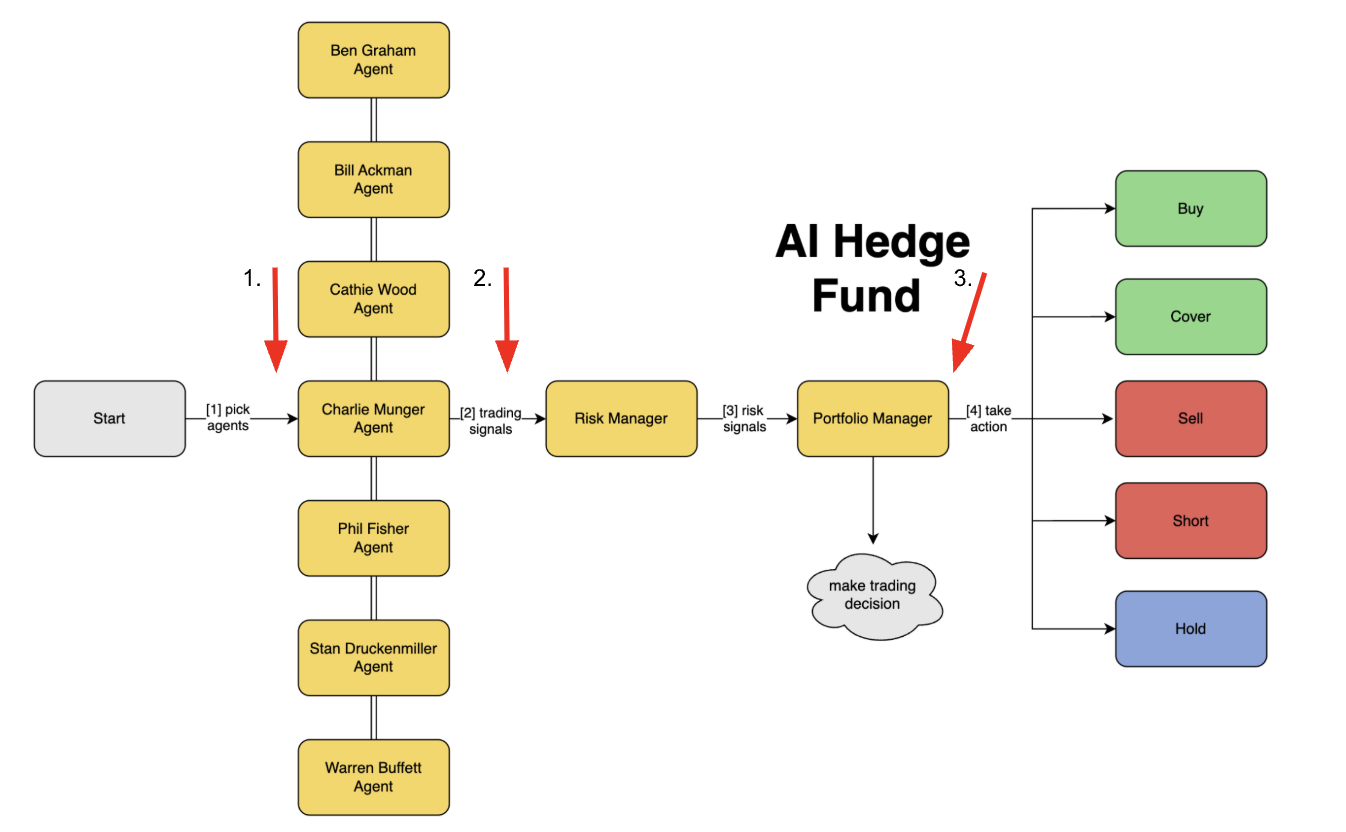 Ben Graham
Agent
Bill Ackman
Agent
AI Hedge
Fund
1.
Cathie Wood
Agent
2.
3.
Start
[1] pick
agents
Charlie Munger
Agent
[2] trading
signals
Risk Manager
[3] risk
signals
Portfolio Manager
[4] take
action
Buy
Cover
Sell
Short
Hold
make trading
decision
Phil Fisher
Agent
Stan Druckenmiller
Agent
Warren Buffett
Agent